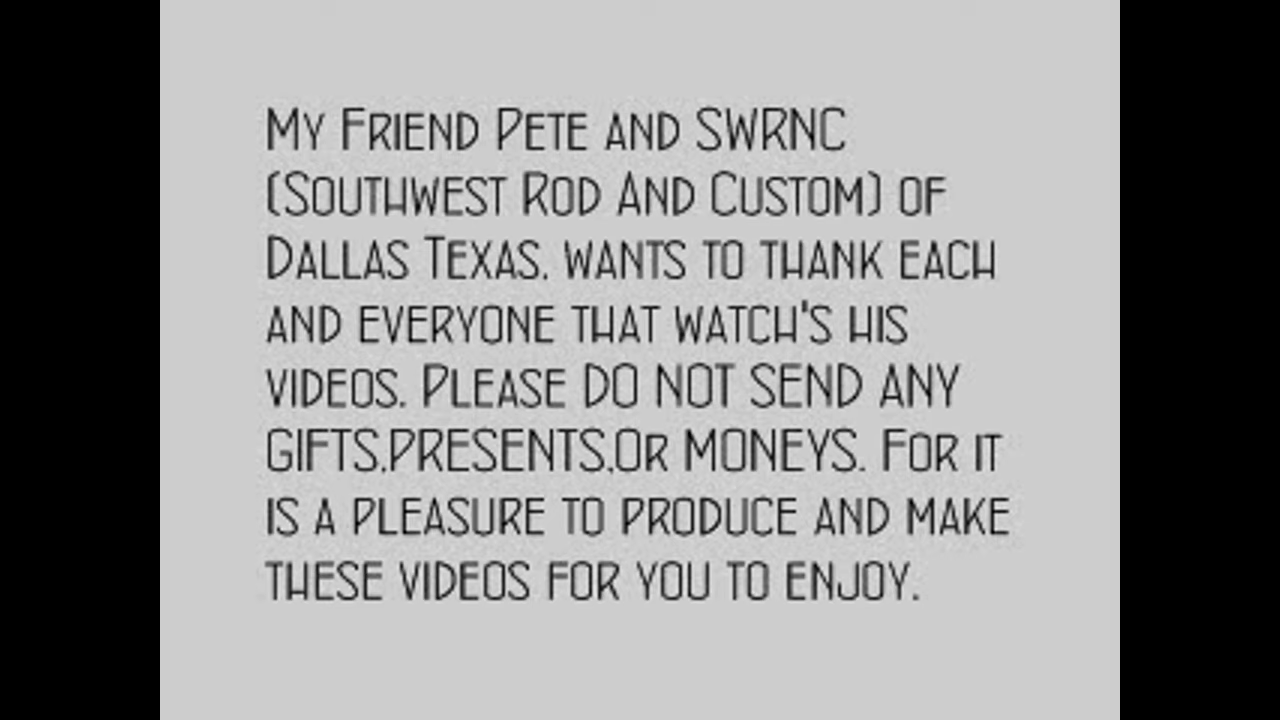 My Friend Pete and SWRNC
(Southwest Rod And Custom) of
Dallas Texas. wants to thank each
and everyone that watch's his
videos. Please DO NOT SEND ANY
GIFTS,PRESENTS,Or MONEYS. For it
is a pleasure to produce and make
these videos for you to enjoy.